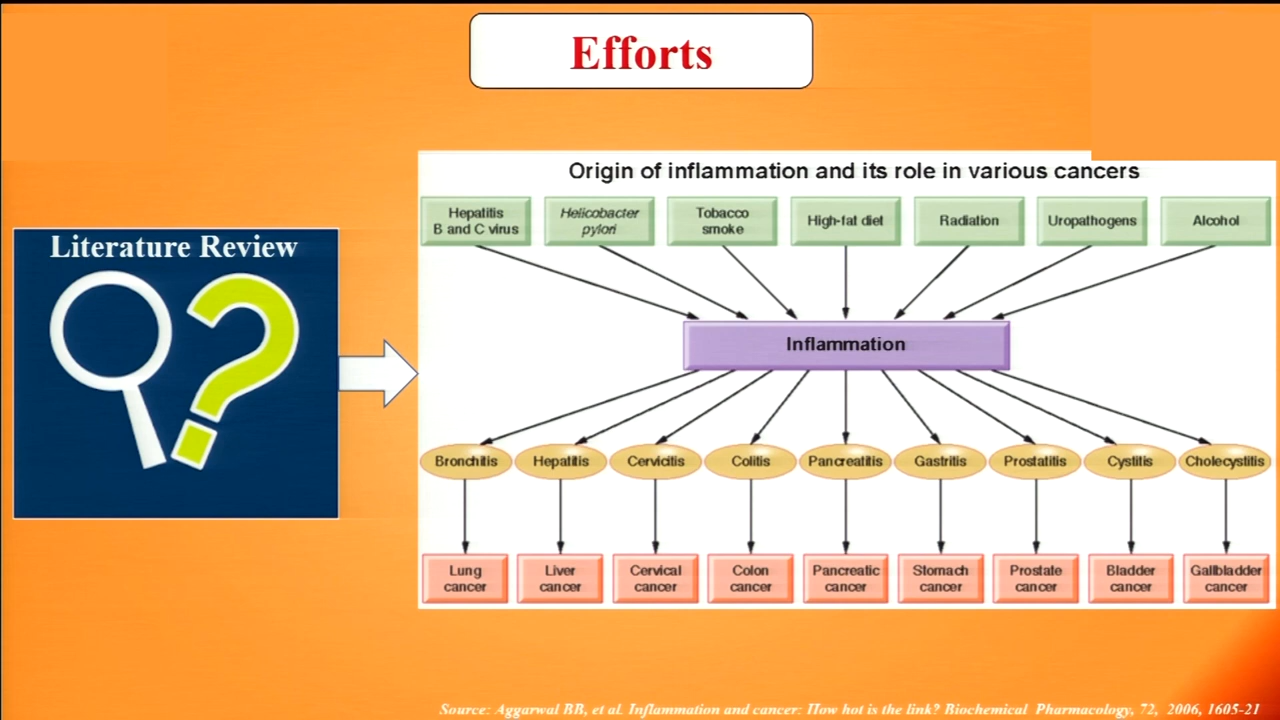 Efforts
Literature Review
Origin of inflammation and its role in various cancers
Hepatitis
B and C virus
Helicobacter
pylori
Tobacco
smoke
High-fat diet
Radiation
Uropathogens
Alcohol
Inflammation
Bronchitis
Hepatitis
Cervicitis
Colitis
Pancreatitis
Gastritis
Prostatitis
Cystitis
Cholecystitis
Lung
cancer
Liver
cancer
Cervical
cancer
Colon
cancer
Pancreatic
cancer
Stomach
cancer
Prostate
cancer
Bladder
cancer
Gallbladder
cancer
Source: Aggarwal BB, et al. Inflammation and cancer: How hot is the link? Biochemical Pharmacology, 72, 2006, 1605-21